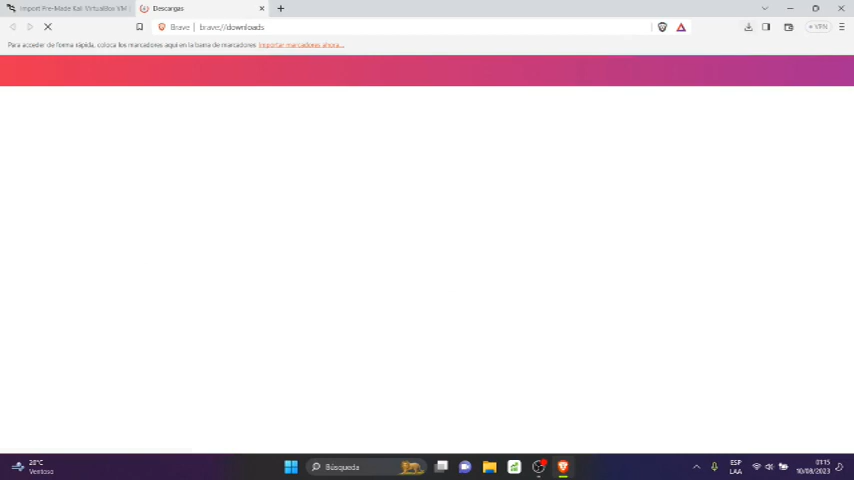 Import Pre-Made Kali VirtualBox VM
Descargas
Brave | brave://downloads
VPN
Para acceder de forma rápida, coloca los marcadores aquí en la barra de marcadores Importar marcadores ahora...
26°C
Ventoso
Búsqueda
ESP
LAA
01:15
10/08/2023